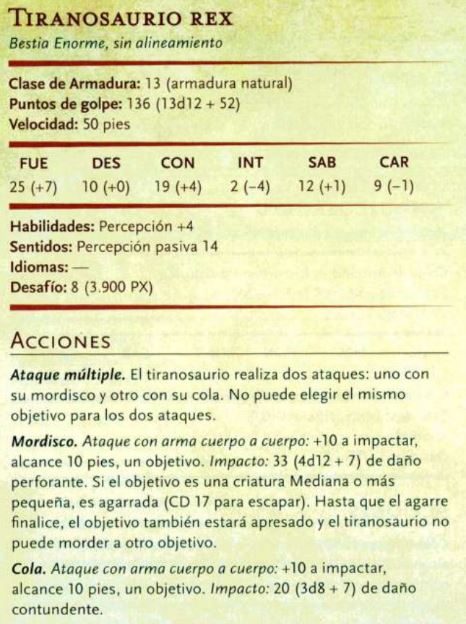 TIRANOSAURIO REX
Bestia Enorme, sin alineamiento
Clase de Armadura: 13 (armadura natural)
Puntos de golpe: 136 (13d12 + 52)
Velocidad: 50 pies
FUE DES CON INT SAB CAR
25 (+7) 10 (+0) 19 (+4) 2 (−4) 12 (+1) 9 (−1)
Habilidades: Percepción +4
Sentidos: Percepción pasiva 14
Idiomas: —
Desafío: 8 (3.900 PX)
ACCIONES
Ataque múltiple. El tiranosaurio realiza dos ataques: uno con
su mordisco y otro con su cola. No puede elegir el mismo
objetivo para los dos ataques.
Mordisco. Ataque con arma cuerpo a cuerpo: +10 a impactar,
alcance 10 pies, un objetivo. Impacto: 33 (4d12 + 7) de daño
perforante. Si el objetivo es una criatura Mediana o más
pequeña, es agarrada (CD 17 para escapar). Hasta que el agarre
finalice, el objetivo también estará apresado y el tiranosaurio no
puede morder a otro objetivo.
Cola. Ataque con arma cuerpo a cuerpo: +10 a impactar,
alcance 10 pies, un objetivo. Impacto: 20 (3d8 + 7) de daño
contundente.